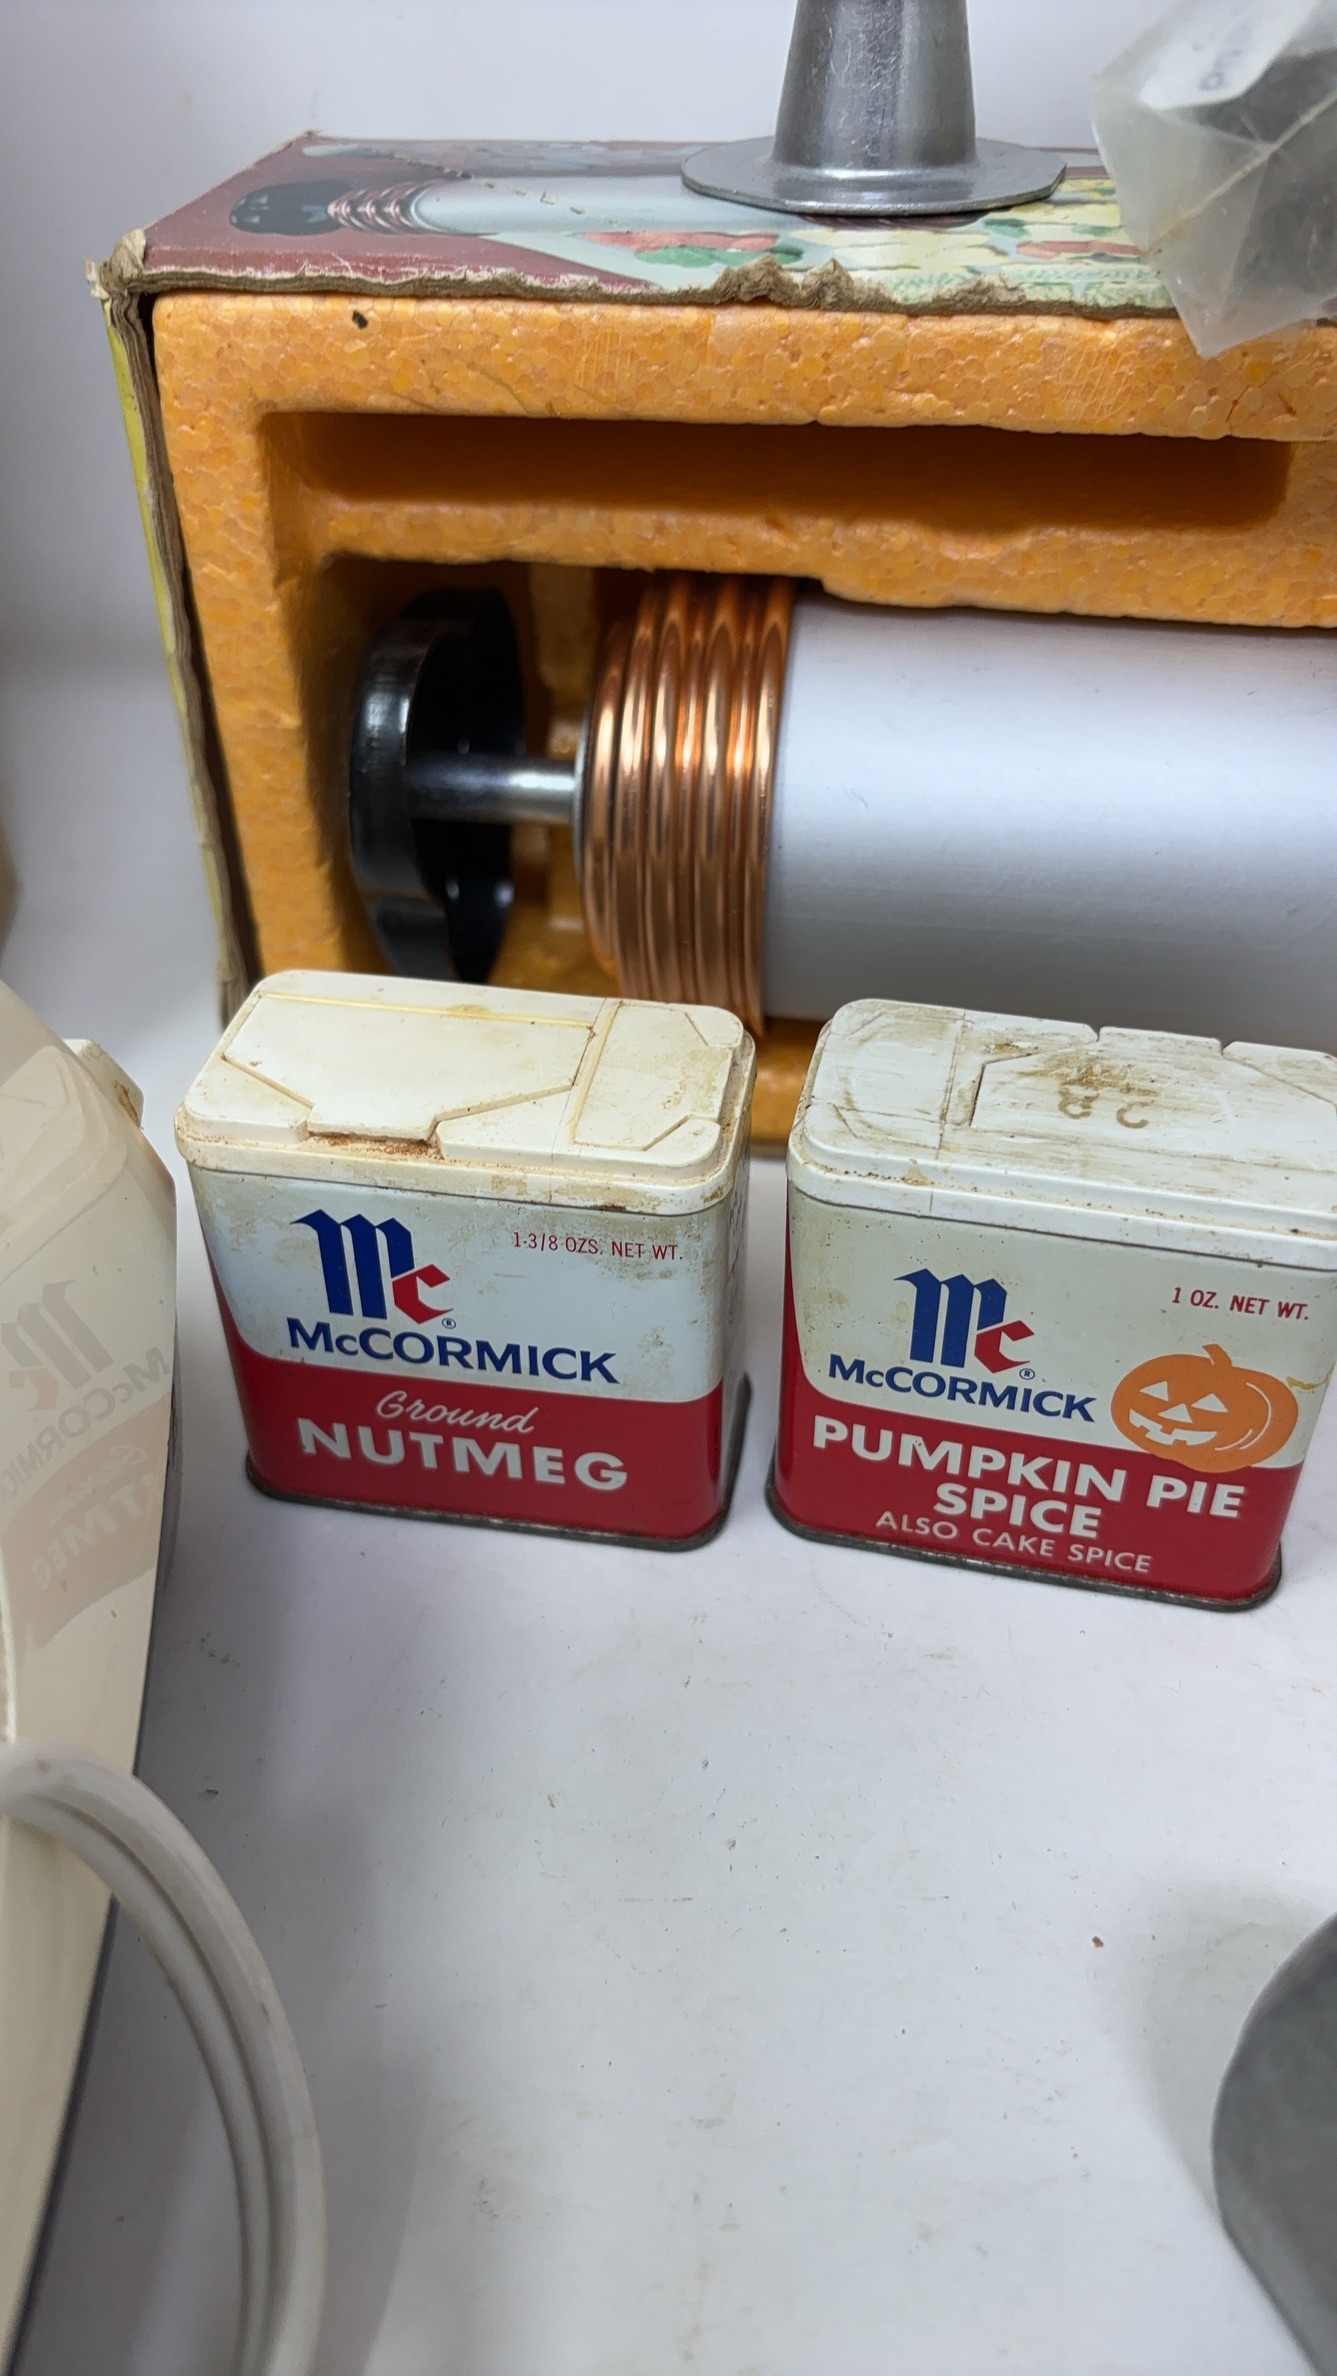 Mc
McCORMICK
1-3/8 OZS. NET WT.
Ground
NUTMEG
Mc
McCORMICK
1 OZ. NET WT.
PUMPKIN PIE
SPICE
ALSO CAKE SPICE